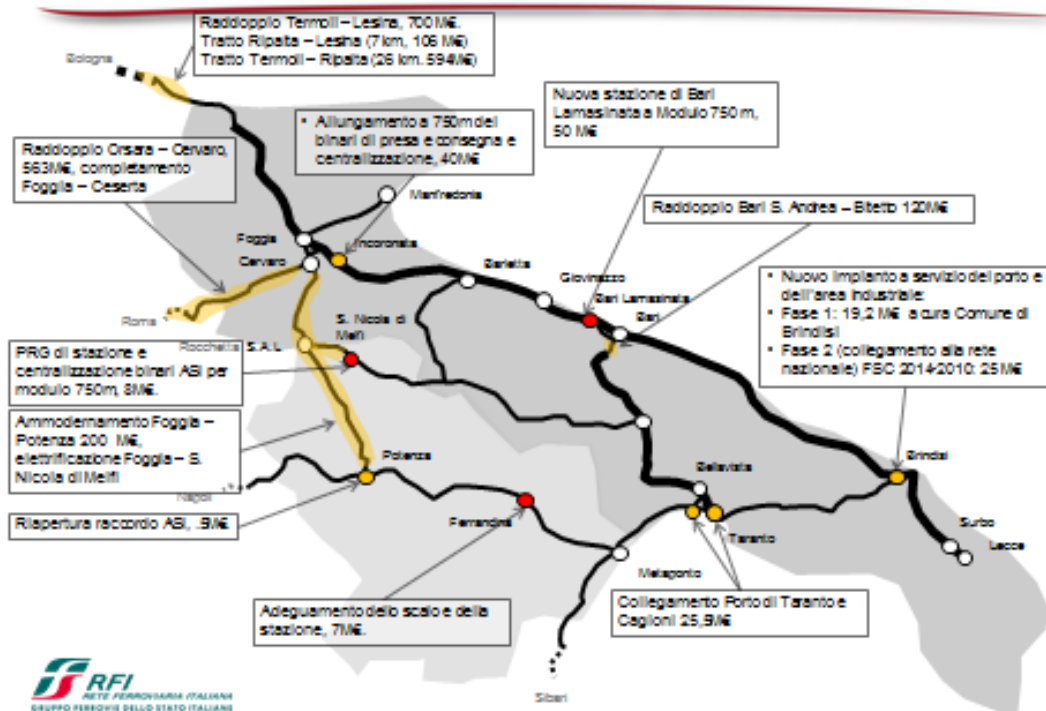 Raddoppio Termoli – Lesina, 700 M€.
Tratto Ripalta – Lesina (7 km, 106 M€)
Tratto Termoli – Ripalta (26 km. 594M€)
Bologna
Nuova stazione di Bari
Lamasinata a Modulo 750 m,
50 M€
▪ Allungamento a 750m dei
binari di presa e consegna e
centralizzazione, 40M€
Raddoppio Orsara – Cervaro,
563M€, completamento
Foggia – Caserta
Manfredonia
Raddoppio Bari S. Andrea – Bitetto 120M€
Foggia
Incoronata
Cervaro
Barletta
Giovinazzo
Bari Lamasinata
Bari
▪ Nuovo impianto a servizio del porto e
dell'area industriale:
▪ Fase 1: 19,2 M€ a cura Comune di
Brindisi
▪ Fase 2 (collegamento alla rete
nazionale) FSC 2014-2010: 25 M€
Roma
S. Nicola di
Melfi
Rocchetta S.A.L
PRG di stazione e
centralizzazione binari ASI per
modulo 750m, 8M€.
Ammodernamento Foggia –
Potenza 200 M€,
elettrificazione Foggia – S.
Nicola di Melfi
Potenza
Bellavista
Brindisi
Napoli
Riapertura raccordo ASI, .9M€
Ferrandina
Taranto
Surbo
Lecce
Metaponto
Adeguamento dello scalo e della
stazione, 7M€.
Collegamento Porto di Taranto e
Cagioni 25,9M€
Sibari
RFI
RETE FERROVIARIA ITALIANA
GRUPPO FERROVIE DELLO STATO ITALIANE